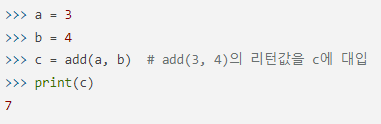 >>> a = 3
>>> b = 4
>>> c = add(a, b)  # add(3, 4)의 리턴값을 c에 대입
>>> print(c)
7